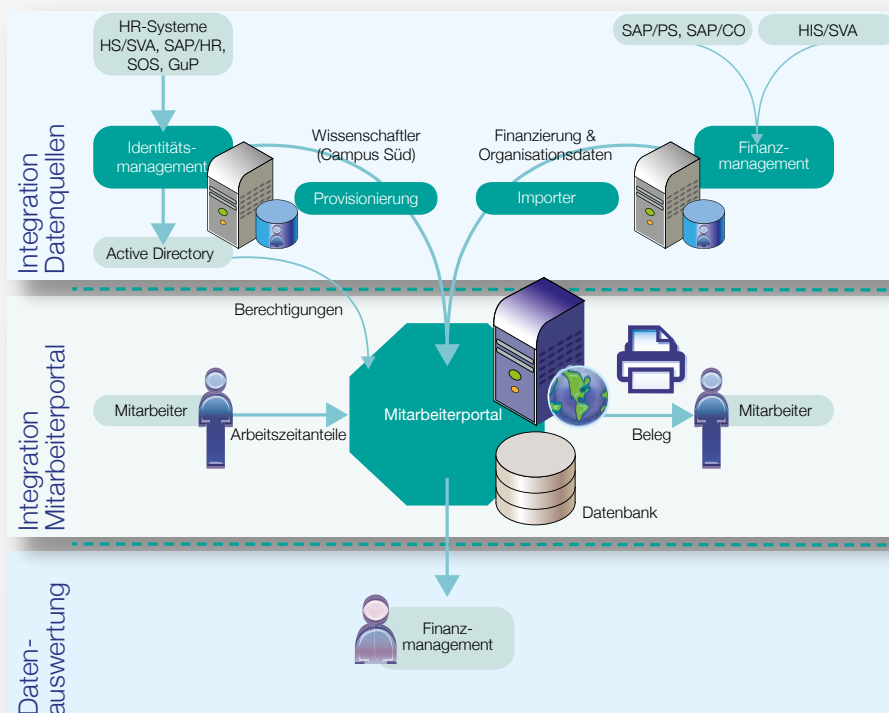 HR-Systeme
HS/SVA, SAP/HR,
SOS, GuP
SAP/PS, SAP/CO
HIS/SVA
Integration
Datenquellen
Identitäts-
management
Wissenschaftler
(Campus Süd)
Provisionierung
Finanzierung &
Organisationsdaten
Importer
Finanz-
management
Active Directory
Berechtigungen
Integration
Mitarbeiterportal
Mitarbeiter
Arbeitszeitanteile
Mitarbeiterportal
Beleg
Mitarbeiter
Datenbank
Daten-
auswertung
Finanz-
management